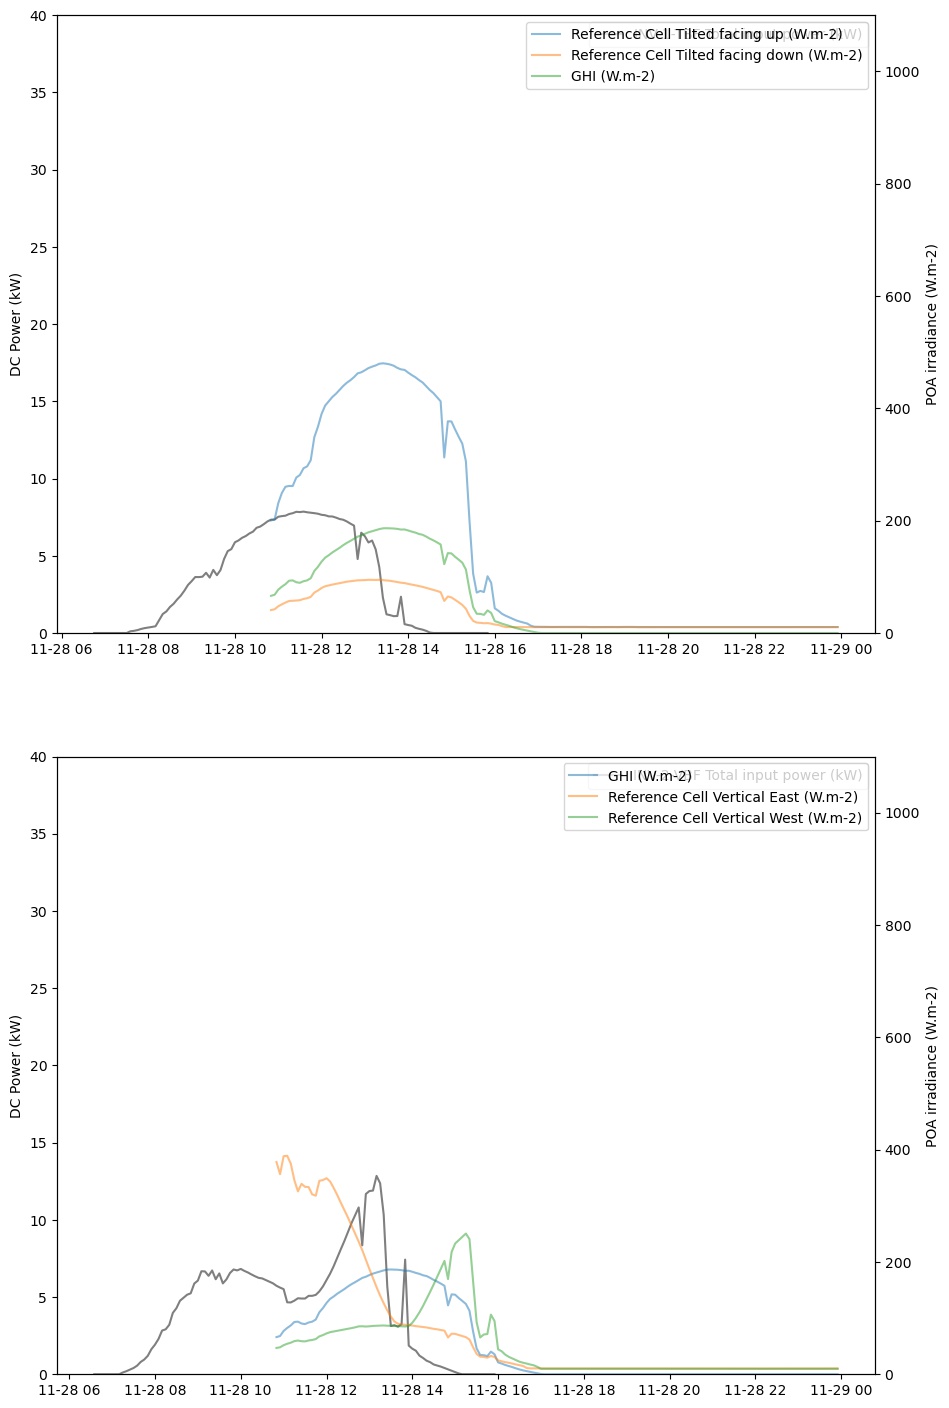 40
35
30
25
20
15
10
5
0
DC Power (kW)
Reference Cell Tilted facing up (W.m-2)
Reference Cell Tilted facing down (W.m-2)
GHI (W.m-2)
1000
800
600
400
200
0
POA irradiance (W.m-2)
11-28 06 11-28 08 11-28 10 11-28 12 11-28 14 11-28 16 11-28 18 11-28 20 11-28 22 11-29 00
40
35
30
25
20
15
10
5
0
DC Power (kW)
GHI (W.m-2) Total input power (kW)
Reference Cell Vertical East (W.m-2)
Reference Cell Vertical West (W.m-2)
1000
800
600
400
200
0
POA irradiance (W.m-2)
11-28 06 11-28 08 11-28 10 11-28 12 11-28 14 11-28 16 11-28 18 11-28 20 11-28 22 11-29 00